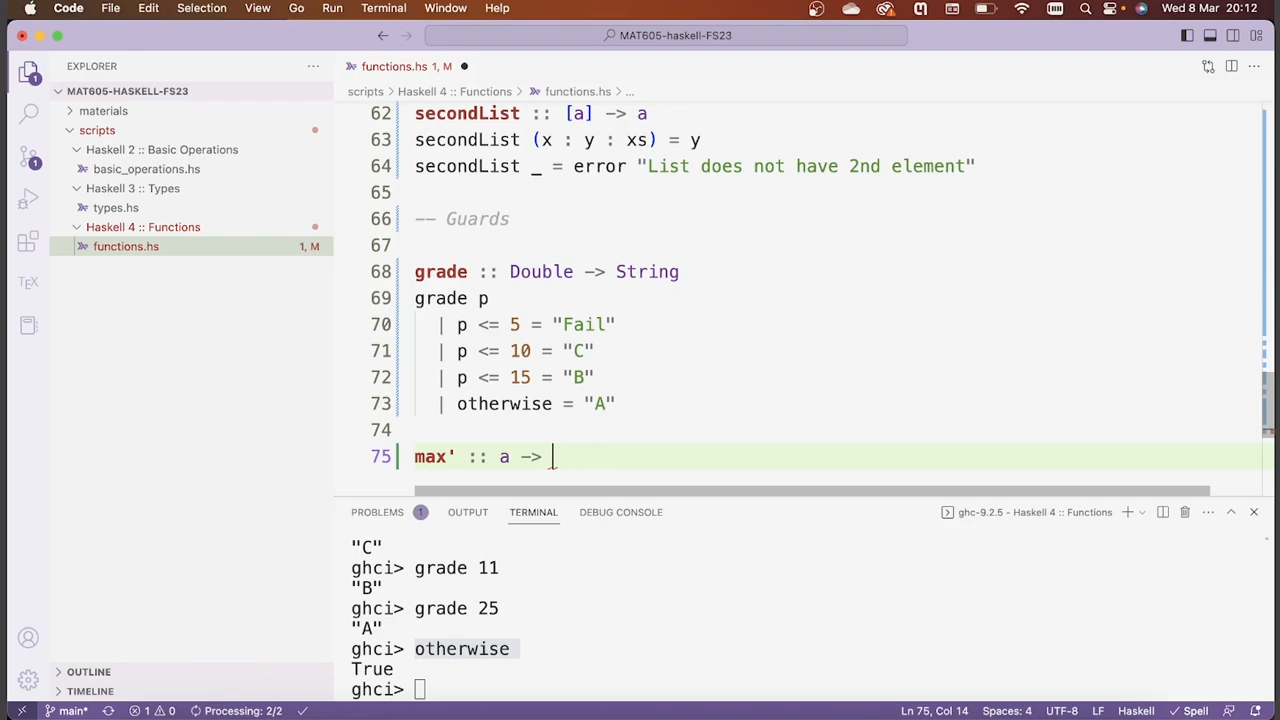 Code File Edit Selection View Go Run Terminal Window Help Wed 8 Mar 20:12
MAT605-haskell-FS23
EXPLORER
functions.hs 1, M
MAT605-HASKELL-FS23
scripts > Haskell 4 :: Functions > functions.hs > ...
materials
scripts
Haskell 2 :: Basic Operations
basic_operations.hs
Haskell 3 :: Types
types.hs
Haskell 4 :: Functions
functions.hs 1, M
62 secondList :: [a] -> a
63 secondList (x : y : xs) = y
64 secondList _ = error "List does not have 2nd element"
65
66 -- Guards
67
68 grade :: Double -> String
69 grade p
70 | p <= 5 = "Fail"
71 | p <= 10 = "C"
72 | p <= 15 = "B"
73 | otherwise = "A"
74
75 max' :: a ->
PROBLEMS 1 OUTPUT TERMINAL DEBUG CONSOLE ghc-9.2.5 - Haskell 4 :: Functions
"C"
ghci> grade 11
"B"
ghci> grade 25
"A"
ghci> otherwise
True
ghci>
TEX
OUTLINE
TIMELINE
main* 1 0 Processing: 2/2 Ln 75, Col 14 Spaces: 4 UTF-8 LF Haskell Spell